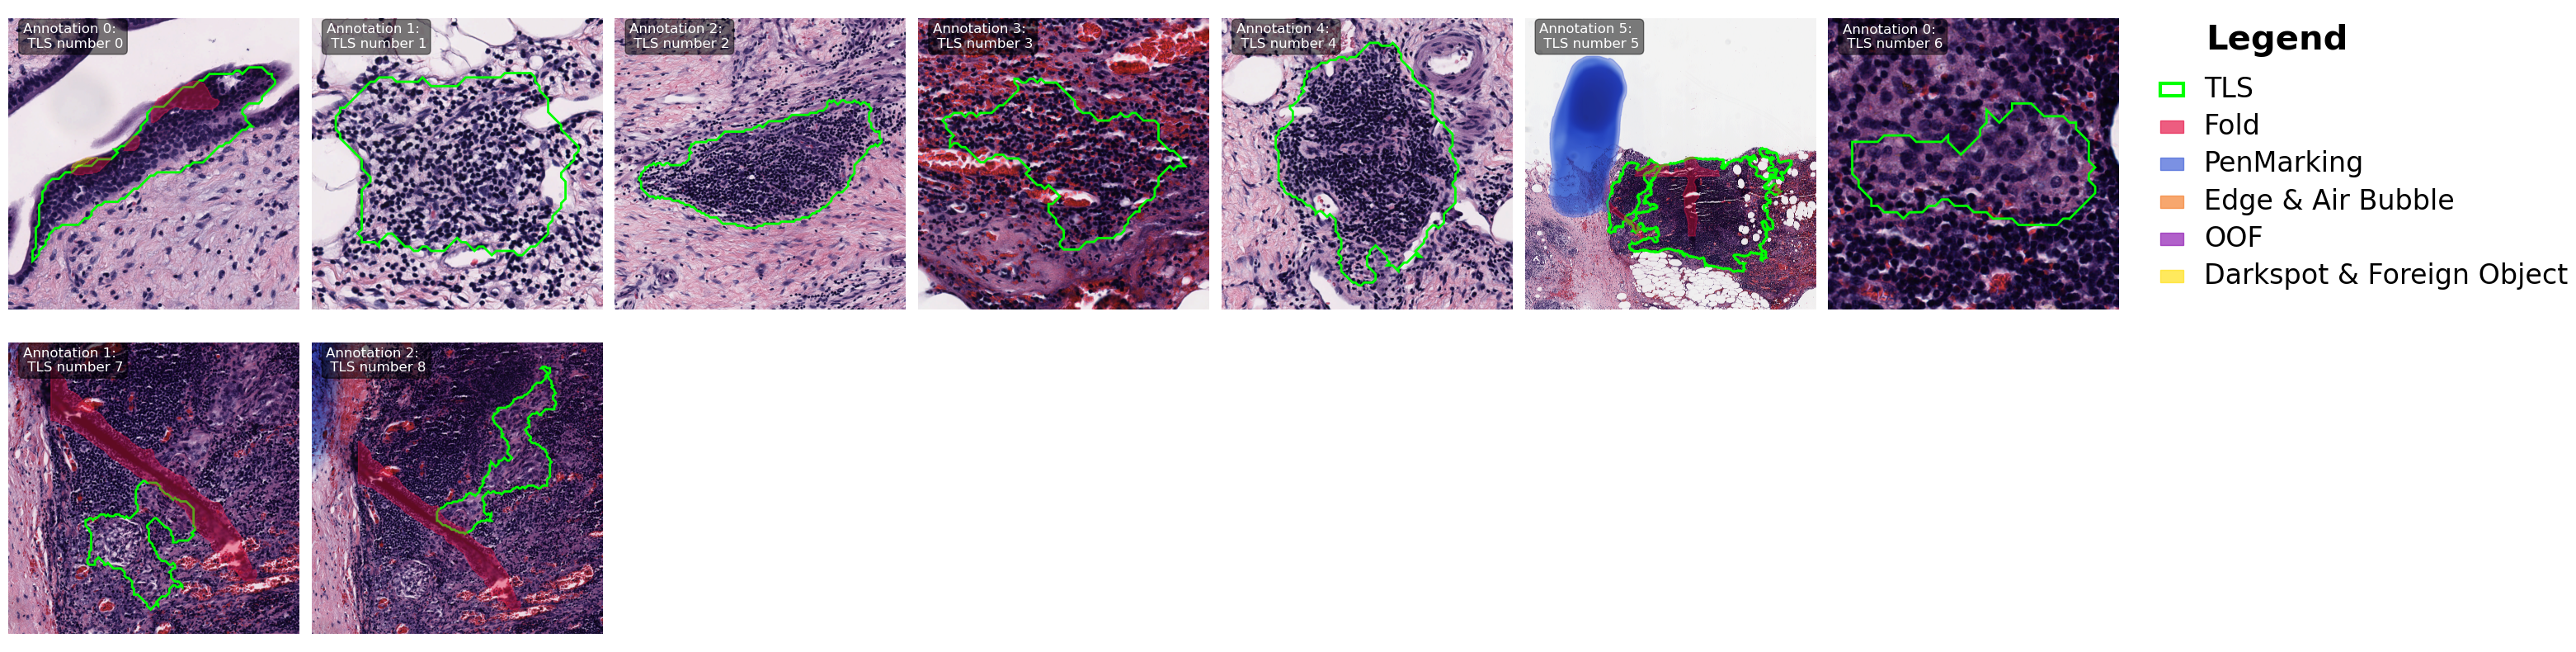 Annotation 0:
TLS number 0
Annotation 1:
TLS number 1
Annotation 2:
TLS number 2
Annotation 3:
TLS number 3
Annotation 4:
TLS number 4
Annotation 5:
TLS number 5
Annotation 0:
TLS number 6
Legend
TLS
Fold
PenMarking
Edge & Air Bubble
OOF
Darkspot & Foreign Object
Annotation 1:
TLS number 7
Annotation 2:
TLS number 8